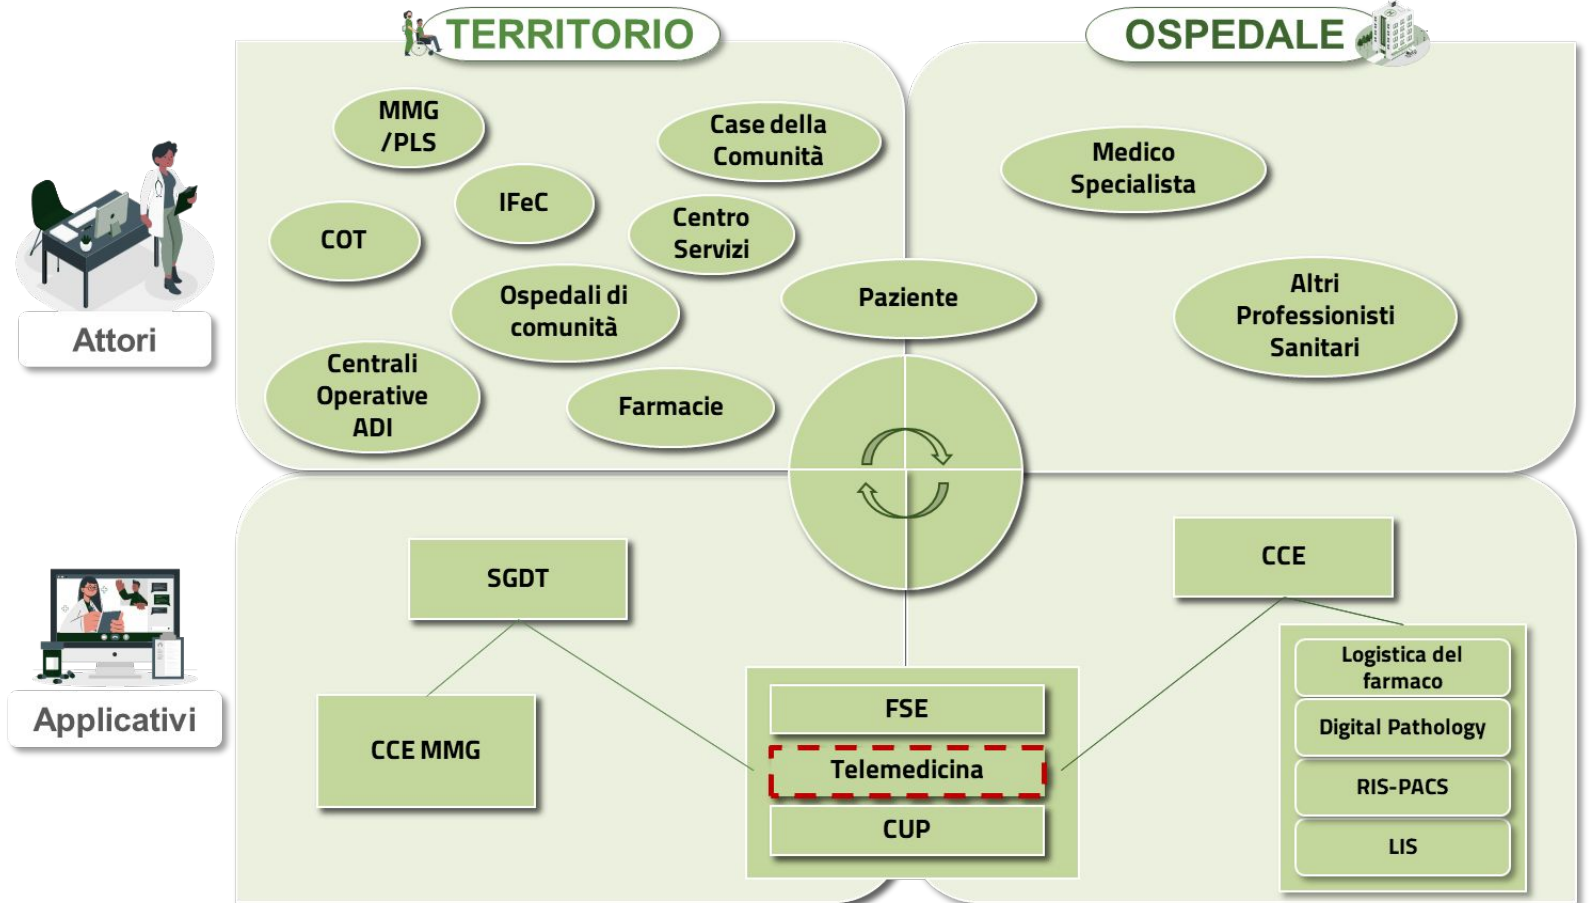 TERRITORIO
OSPEDALE
MMG
/PLS
Case della
Comunità
IFeC
COT
Centro
Servizi
Ospedali di
comunità
Centrali
Operative
ADI
Farmacie
Paziente
Medico
Specialista
Altri
Professionisti
Sanitari
Attori
SGDT
CCE MMG
FSE
Telemedicina
CUP
CCE
Logistica del
farmaco
Digital Pathology
RIS-PACS
LIS
Applicativi